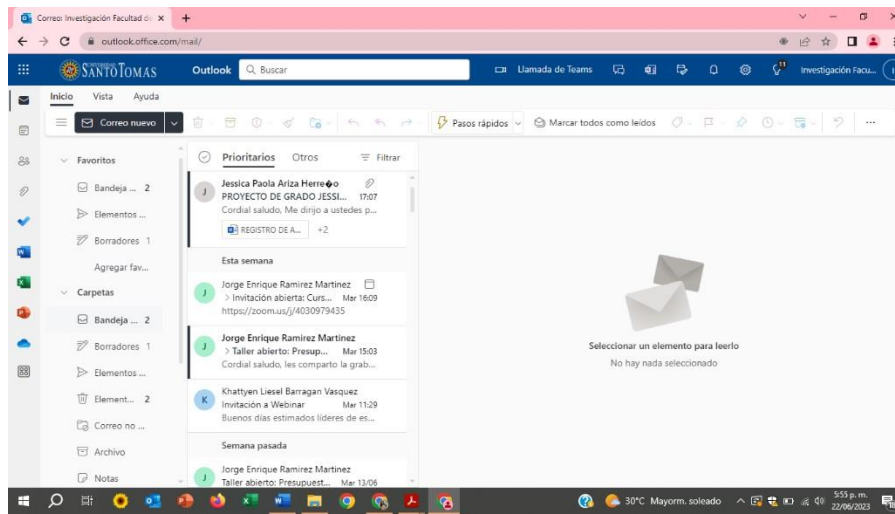 Correo: Investigación Facultad de
outlook.office.com/mail/
SANTO TOMAS
Outlook
Buscar
Llamada de Teams
Investigación Facu...
Inicio Vista Ayuda
Correo nuevo
Pasos rápidos
Marcar todos como leídos
Favoritos
Bandeja ... 2
Elementos ...
Borradores 1
Agregar fav...
Carpetas
Bandeja ... 2
Borradores 1
Elementos ...
Element... 2
Correo no ...
Archivo
Notas
Prioritarios Otros Filtrar
Jessica Paola Ariza Herre�o
PROYECTO DE GRADO JESSI... 17:07
Cordial saludo, Me dirijo a ustedes p...
REGISTRO DE A... +2
Esta semana
Jorge Enrique Ramirez Martinez
> Invitación abierta: Curs... Mar 16:09
https://zoom.us/j/4030979435
Jorge Enrique Ramirez Martinez
> Taller abierto: Presup... Mar 15:03
Cordial saludo, les comparto la grab...
Khattyen Liesel Barragan Vasquez
Invitación a Webinar Mar 11:29
Buenos días estimados líderes de es...
Semana pasada
Jorge Enrique Ramirez Martinez
Taller abierto: Presupuest... Mar 13/06
Seleccionar un elemento para leerlo
No hay nada seleccionado
30°C Mayorm. soleado
5:55 p. m.
22/06/2023